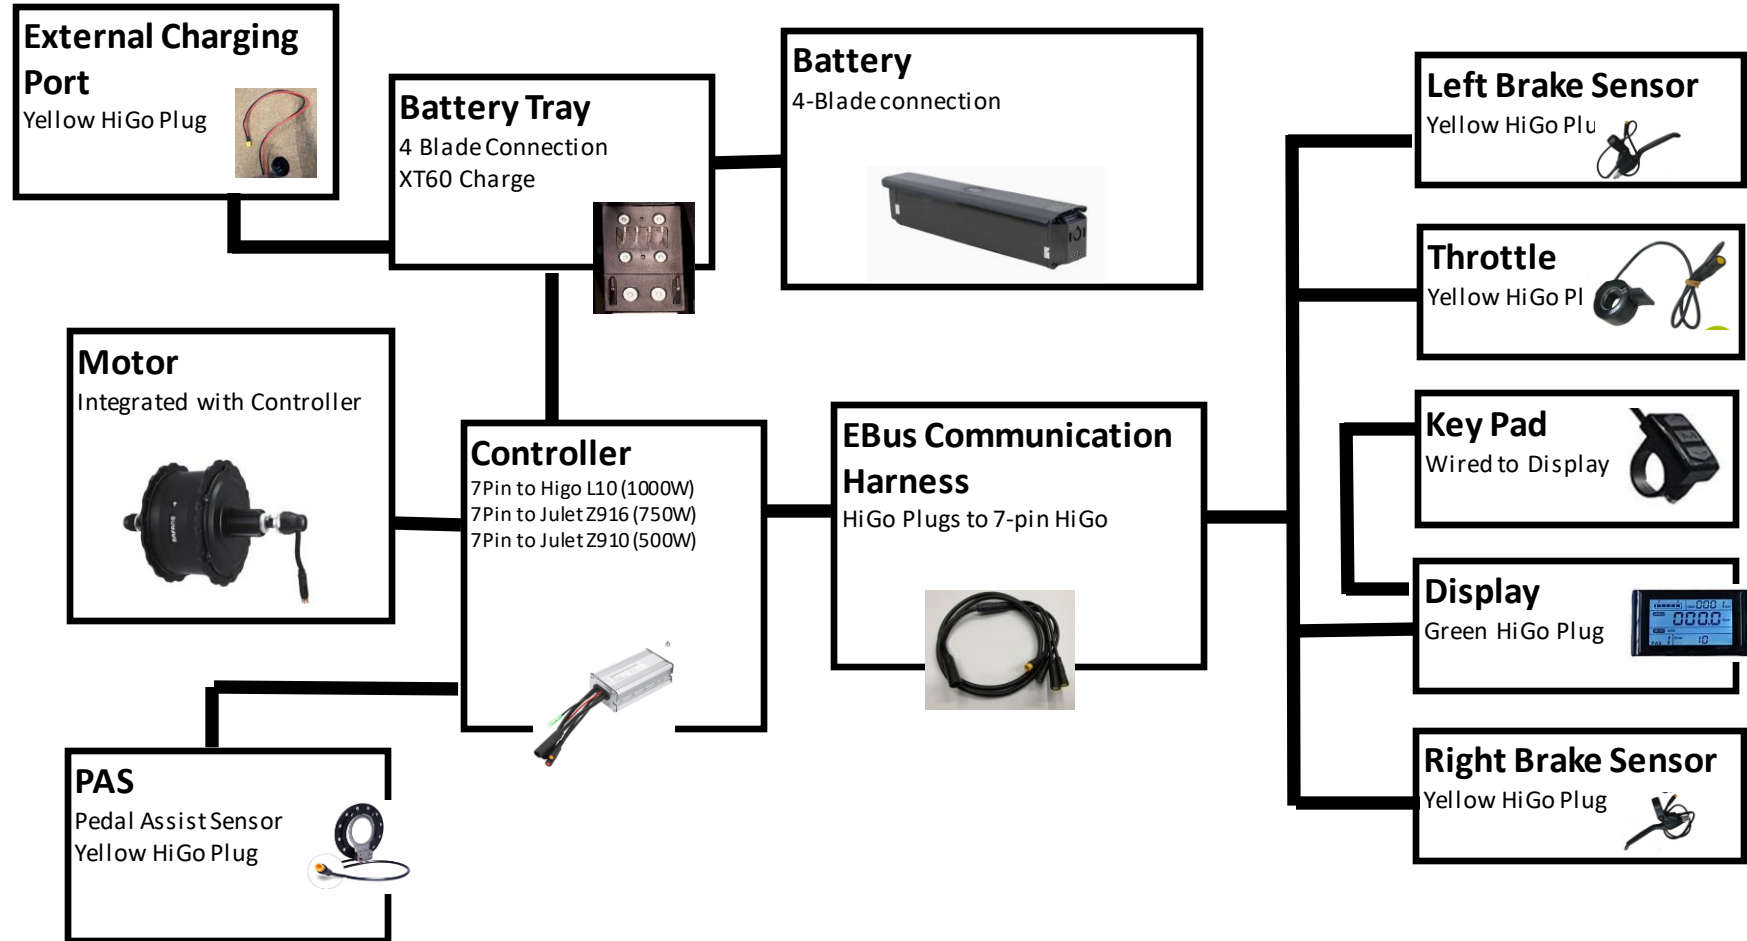 External Charging
Port
Yellow HiGo Plug
Battery Tray
4 Blade Connection
XT60 Charge
Battery
4-Blade connection
Left Brake Sensor
Yellow HiGo Plu
Throttle
Yellow HiGo Pl
Motor
Integrated with Controller
BAFANG
Controller
7Pin to Higo L10 (1000W)
7Pin to Julet Z916 (750W)
7Pin to Julet Z910 (500W)
EBus Communication
Harness
HiGo Plugs to 7-pin HiGo
Key Pad
Wired to Display
Display
Green HiGo Plug
000.0
PAS
Pedal Assist Sensor
Yellow HiGo Plug
Right Brake Sensor
Yellow HiGo Plug